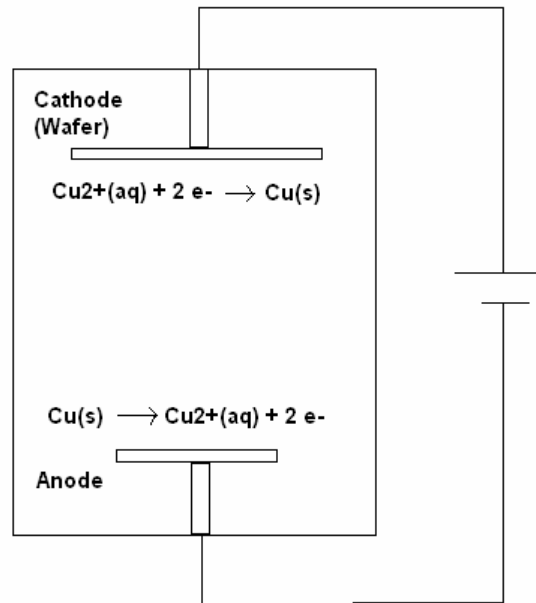 Cathode
(Wafer)
Cu2+(aq) + 2 e- → Cu(s)
Cu(s) → Cu2+(aq) + 2 e-
Anode